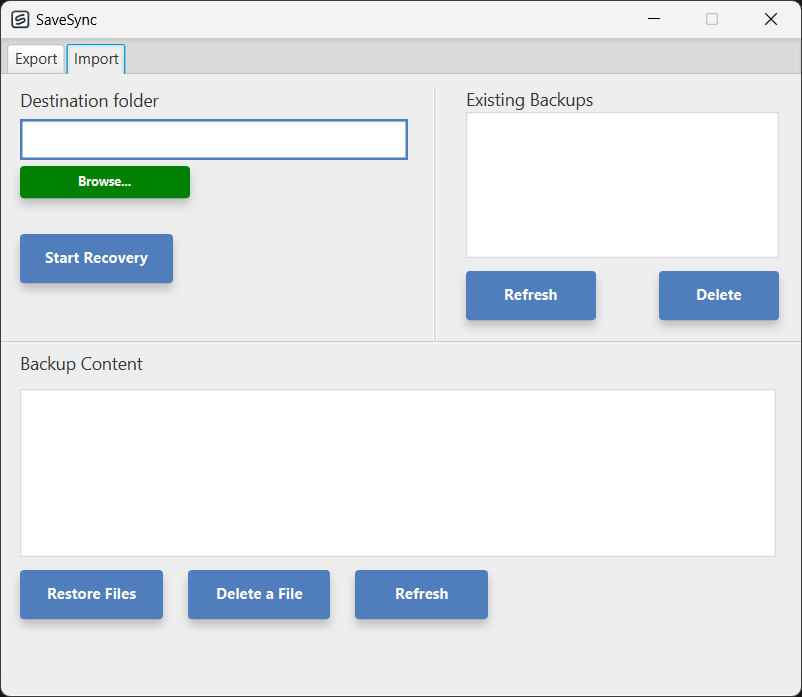 SaveSync
Export Import
Destination folder
Browse...
Start Recovery
Existing Backups
Refresh Delete
Backup Content
Restore Files Delete a File Refresh